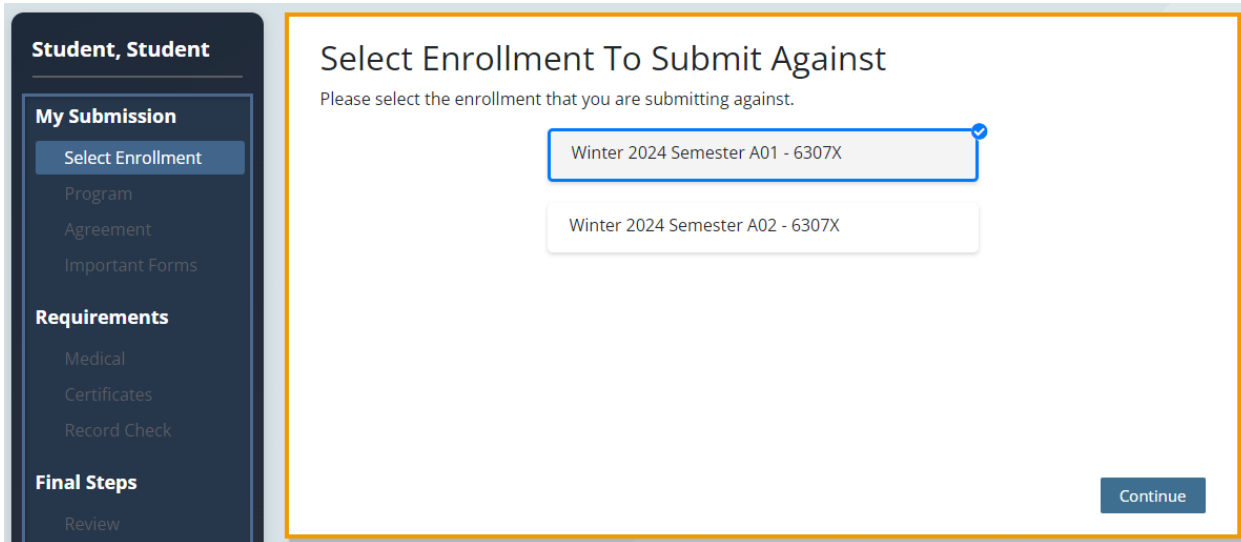 Student, Student
My Submission
Select Enrollment
Program
Agreement
Important Forms
Requirements
Medical
Certificates
Record Check
Final Steps
Review
Select Enrollment To Submit Against
Please select the enrollment that you are submitting against.
Winter 2024 Semester A01 - 6307X
Winter 2024 Semester A02 - 6307X
Continue